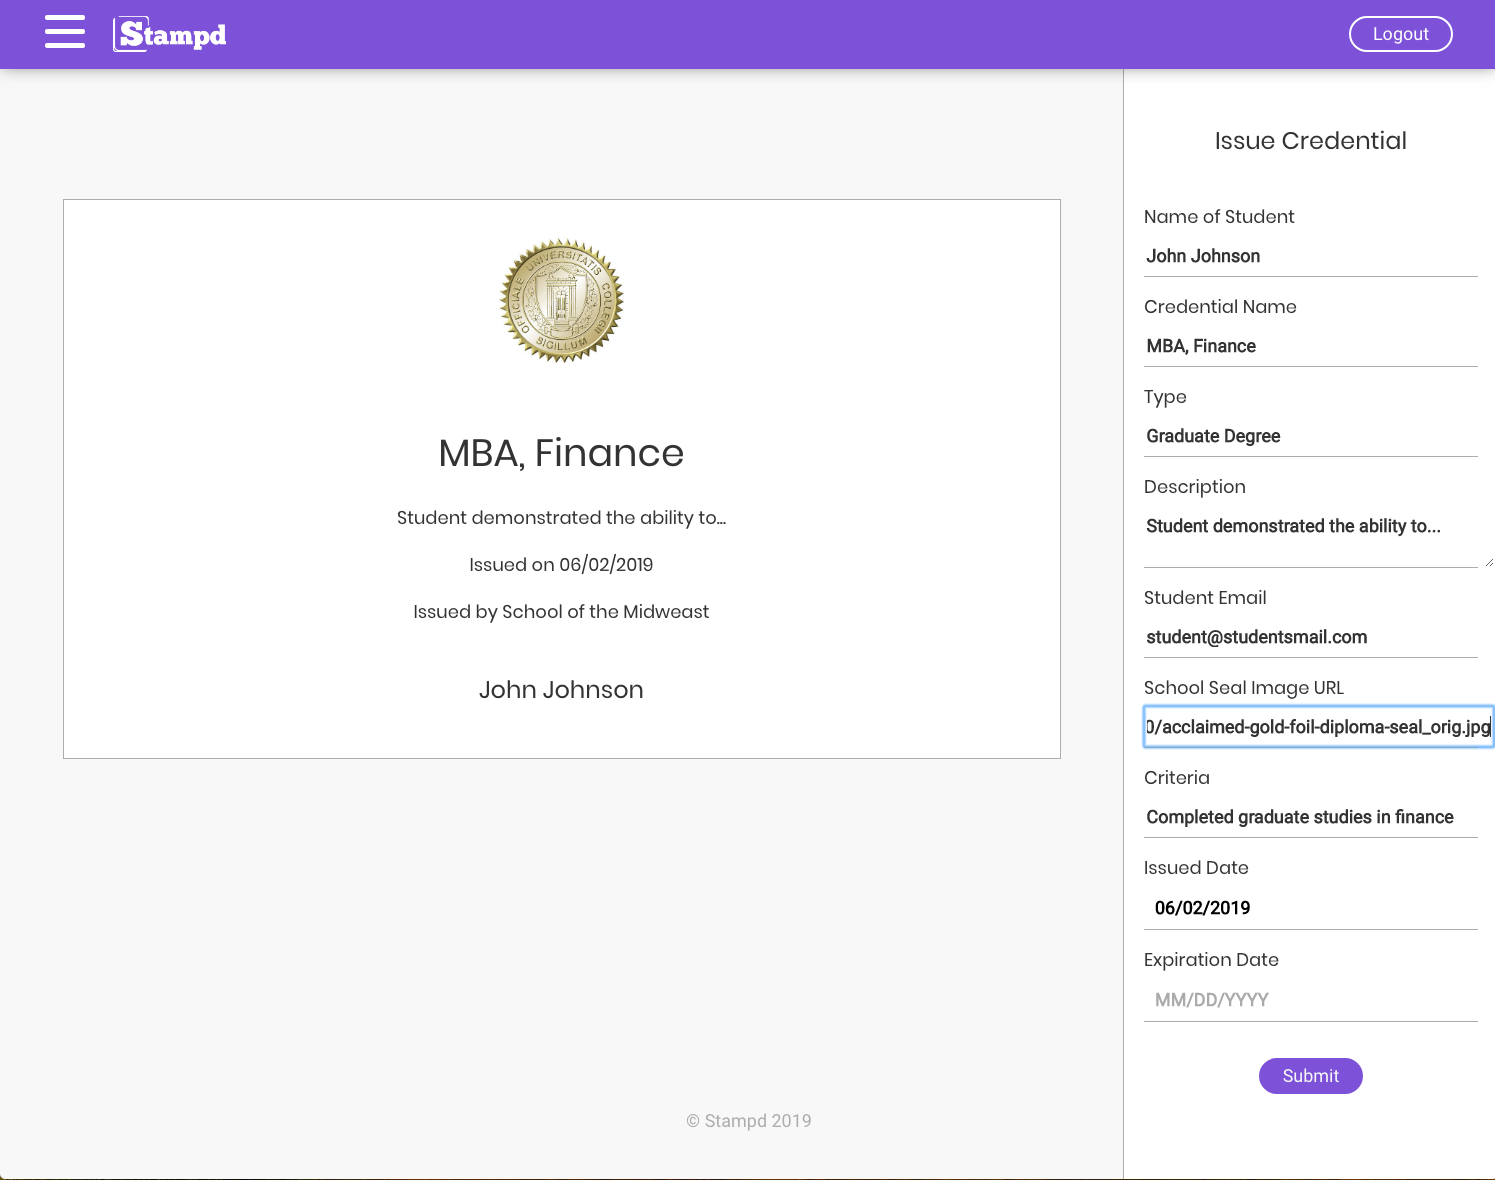 Stampd
Logout
OFFICIALE UNIVERSITATIS COLLEGII
SIGILLUM
MBA, Finance
Student demonstrated the ability to...
Issued on 06/02/2019
Issued by School of the Midweast
John Johnson
© Stampd 2019
Issue Credential
Name of Student
John Johnson
Credential Name
MBA, Finance
Type
Graduate Degree
Description
Student demonstrated the ability to...
Student Email
student@studentsmail.com
School Seal Image URL
0/acclaimed-gold-foil-diploma-seal_orig.jpg
Criteria
Completed graduate studies in finance
Issued Date
06/02/2019
Expiration Date
MM/DD/YYYY
Submit